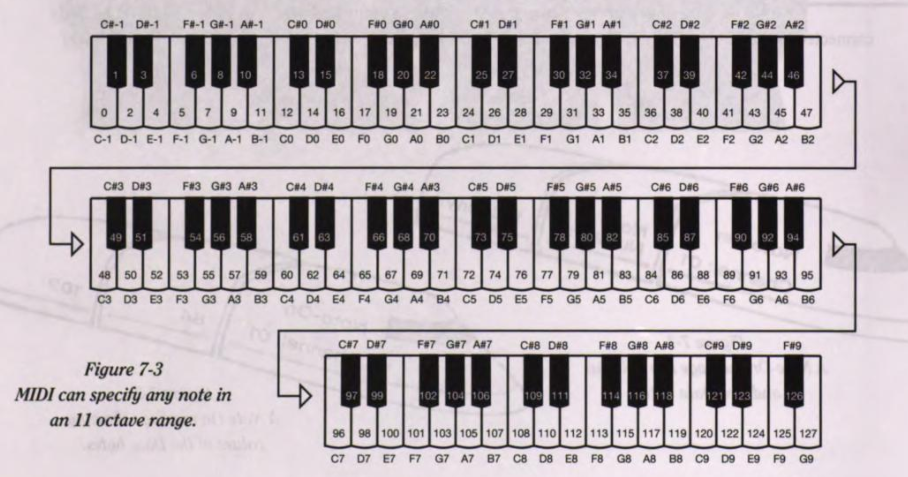 C#-1 D#-1 F#-1 G#-1 A#-1 C#0 D#0 F#0 G#0 A#0 C#1 D#1 F#1 G#1 A#1 C#2 D#2 F#2 G#2 A#2
1 3 6 8 10 13 15 18 20 22 25 27 30 32 34 37 39 42 44 46
0 2 4 5 7 9 11 12 14 16 17 19 21 23 24 26 28 29 31 33 35 36 38 40 41 43 45 47
C-1 D-1 E-1 F-1 G-1 A-1 B-1 C0 D0 E0 F0 G0 A0 B0 C1 D1 E1 F1 G1 A1 B1 C2 D2 E2 F2 G2 A2 B2
C#3 D#3 F#3 G#3 A#3 C#4 D#4 F#4 G#4 A#3 C#5 D#5 F#5 G#5 A#5 C#6 D#6 F#6 G#6 A#6
49 51 54 56 58 61 63 66 68 70 73 75 78 80 82 85 87 90 92 94
48 50 52 53 55 57 59 60 62 64 65 67 69 71 72 74 76 77 79 81 83 84 86 88 89 91 93 95
C3 D3 E3 F3 G3 A3 B3 C4 D4 E4 F4 G4 A4 B4 C5 D5 E5 F5 G5 A5 B5 C6 D6 E6 F6 G6 A6 B6
C#7 D#7 F#7 G#7 A#7 C#8 D#8 F#8 G#8 A#8 C#9 D#9 F#9
97 99 102 104 106 109 111 114 116 118 121 123 126
96 98 100 101 103 105 107 108 110 112 113 115 117 119 120 122 124 125 127
C7 D7 E7 F7 G7 A7 B7 C8 D8 E8 F8 G8 A8 B8 C9 D9 E9 F9 G9
Figure 7-3
MIDI can specify any note in
an 11 octave range.